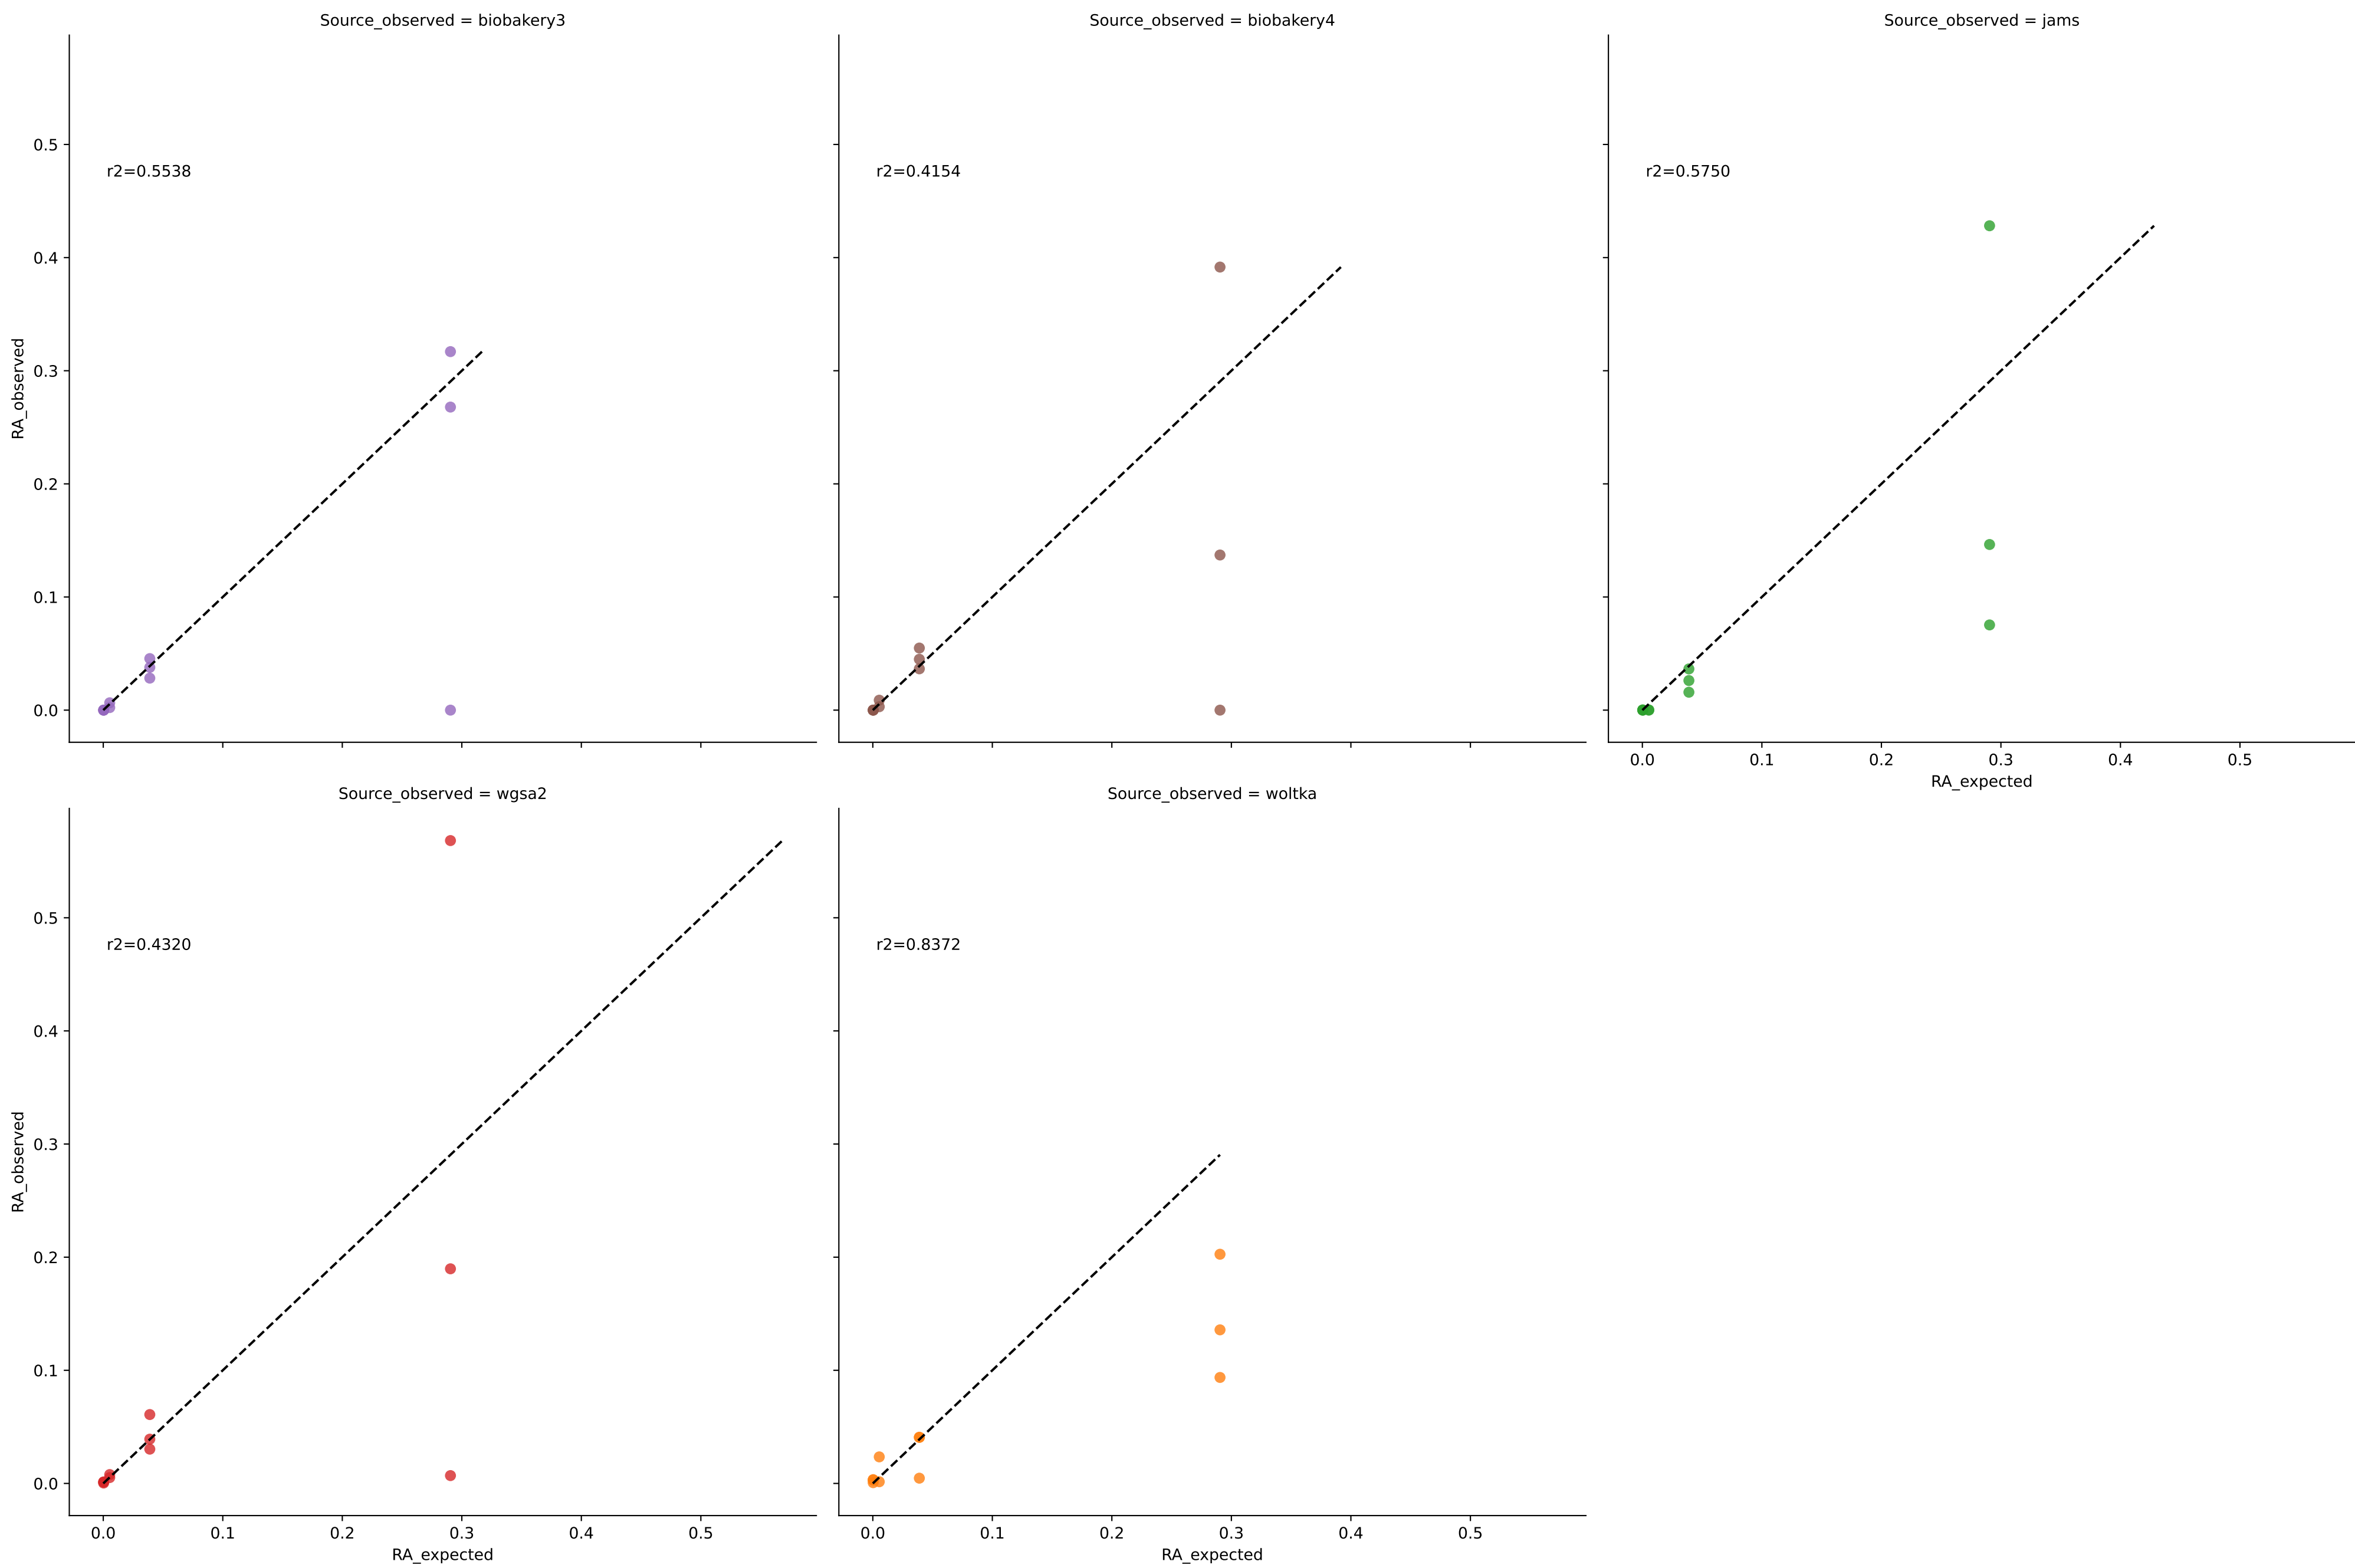 Source_observed = biobakery3
Source_observed = biobakery4
Source_observed = jams
0.5
r2=0.5538
r2=0.4154
r2=0.5750
0.4
RA_observed
0.3
0.2
0.1
0.0
0.0 0.1 0.2 0.3 0.4 0.5
RA_expected
Source_observed = wgsa2
Source_observed = woltka
0.5
r2=0.4320
r2=0.8372
0.4
RA_observed
0.3
0.2
0.1
0.0
0.0 0.1 0.2 0.3 0.4 0.5
0.0 0.1 0.2 0.3 0.4 0.5
RA_expected
RA_expected